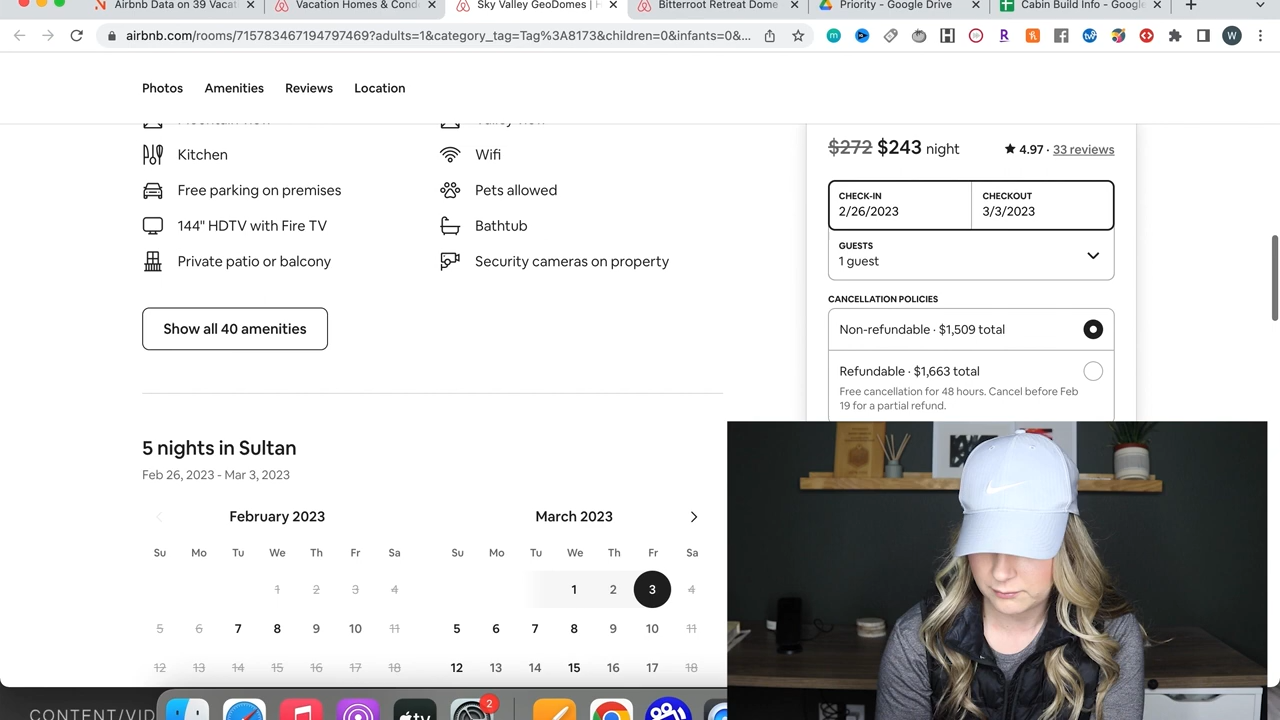 Airbnb Data on 39 Vacat
Vacation Homes & Cond
Sky Valley GeoDomes | H
Bitterroot Retreat Dome
Priority - Google Drive
Cabin Build Info - Google
airbnb.com/rooms/715783467194797469?adults=1&category_tag=Tag%3A8173&children=0&infants=0&...
W
Photos Amenities Reviews Location
Kitchen
Wifi
Free parking on premises
Pets allowed
144" HDTV with Fire TV
Bathtub
Private patio or balcony
Security cameras on property
Show all 40 amenities
$272 $243 night
4.97 · 33 reviews
CHECK-IN
2/26/2023
CHECKOUT
3/3/2023
GUESTS
1 guest
CANCELLATION POLICIES
Non-refundable · $1,509 total
Refundable · $1,663 total
Free cancellation for 48 hours. Cancel before Feb
19 for a partial refund.
5 nights in Sultan
Feb 26, 2023 - Mar 3, 2023
February 2023
Su Mo Tu We Th Fr Sa
1 2 3 4
5 6 7 8 9 10 11
12 13 14 15 16 17 18
March 2023
Su Mo Tu We Th Fr Sa
1 2 3 4
5 6 7 8 9 10 11
12 13 14 15 16 17 18
2
tv
CONTENT/VID